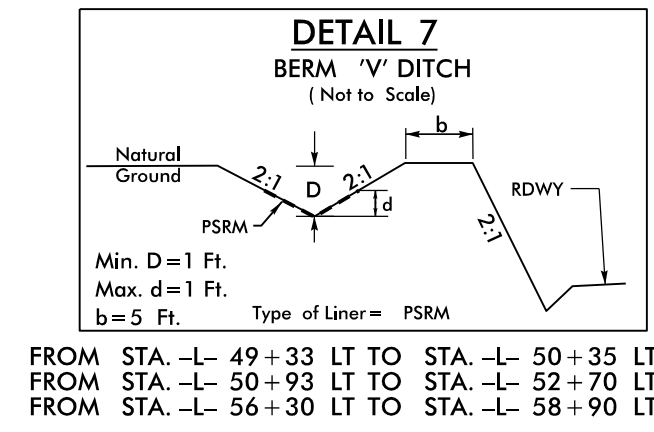 DETAIL 7
BERM 'V' DITCH
( Not to Scale)
b
Natural
Ground
2:1
D
2:1
d
PSRM
2:1
RDWY
Min. D=1 Ft.
Max. d=1 Ft.
b=5 Ft.
Type of Liner= PSRM
FROM STA. -L- 49+33 LT TO STA. -L- 50+35 LT
FROM STA. -L- 50+93 LT TO STA. -L- 52+70 LT
FROM STA. -L- 56+30 LT TO STA. -L- 58+90 LT